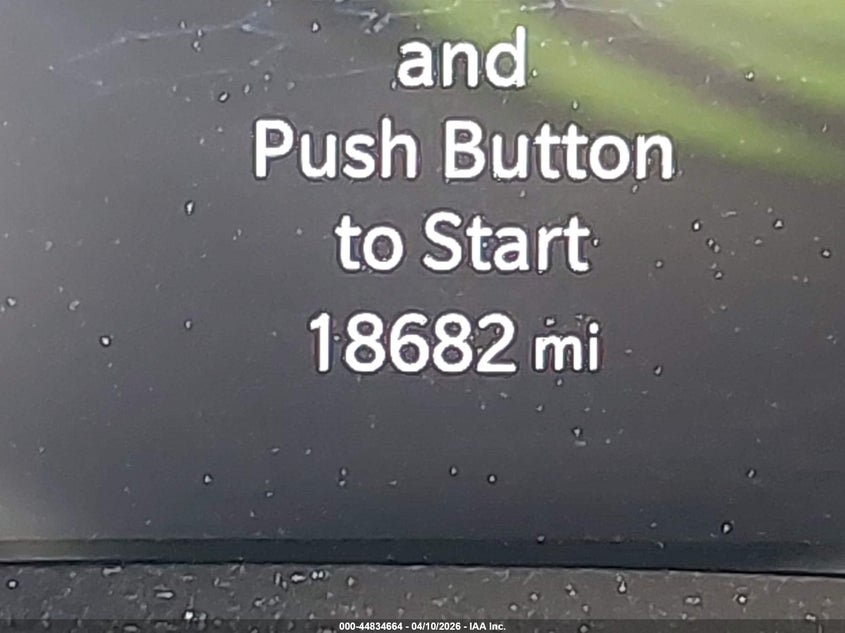 and
Push Button
to Start
18682 mi
000-44834664 - 04/10/2026 - IAA Inc.